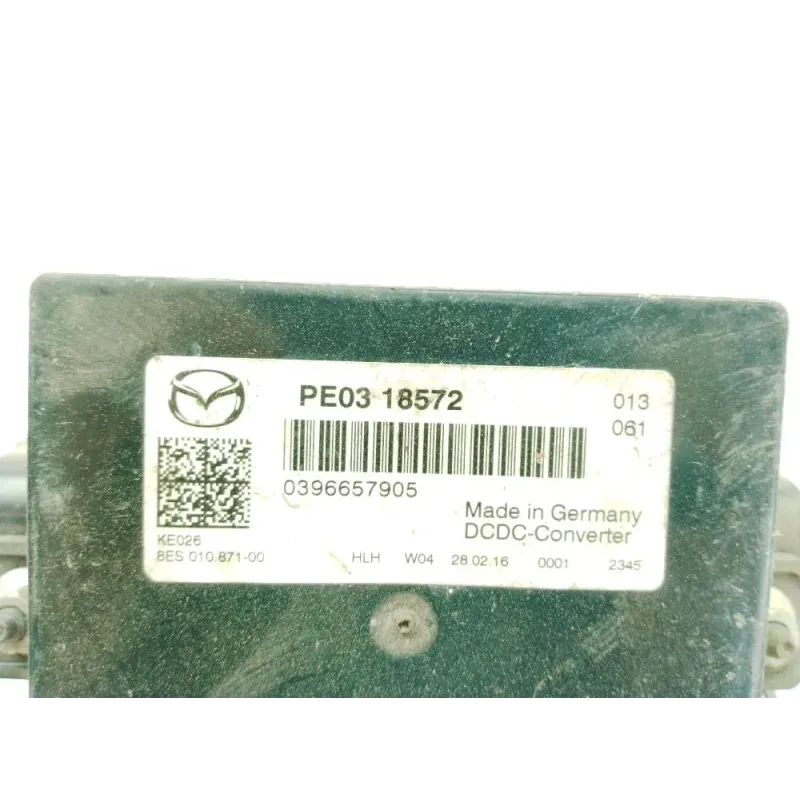 PE03 18572
013
061
0396657905
Made in Germany
DCDC-Converter
KE026
8ES 010.871-00 HLH W04 28.02.16 0001 2345